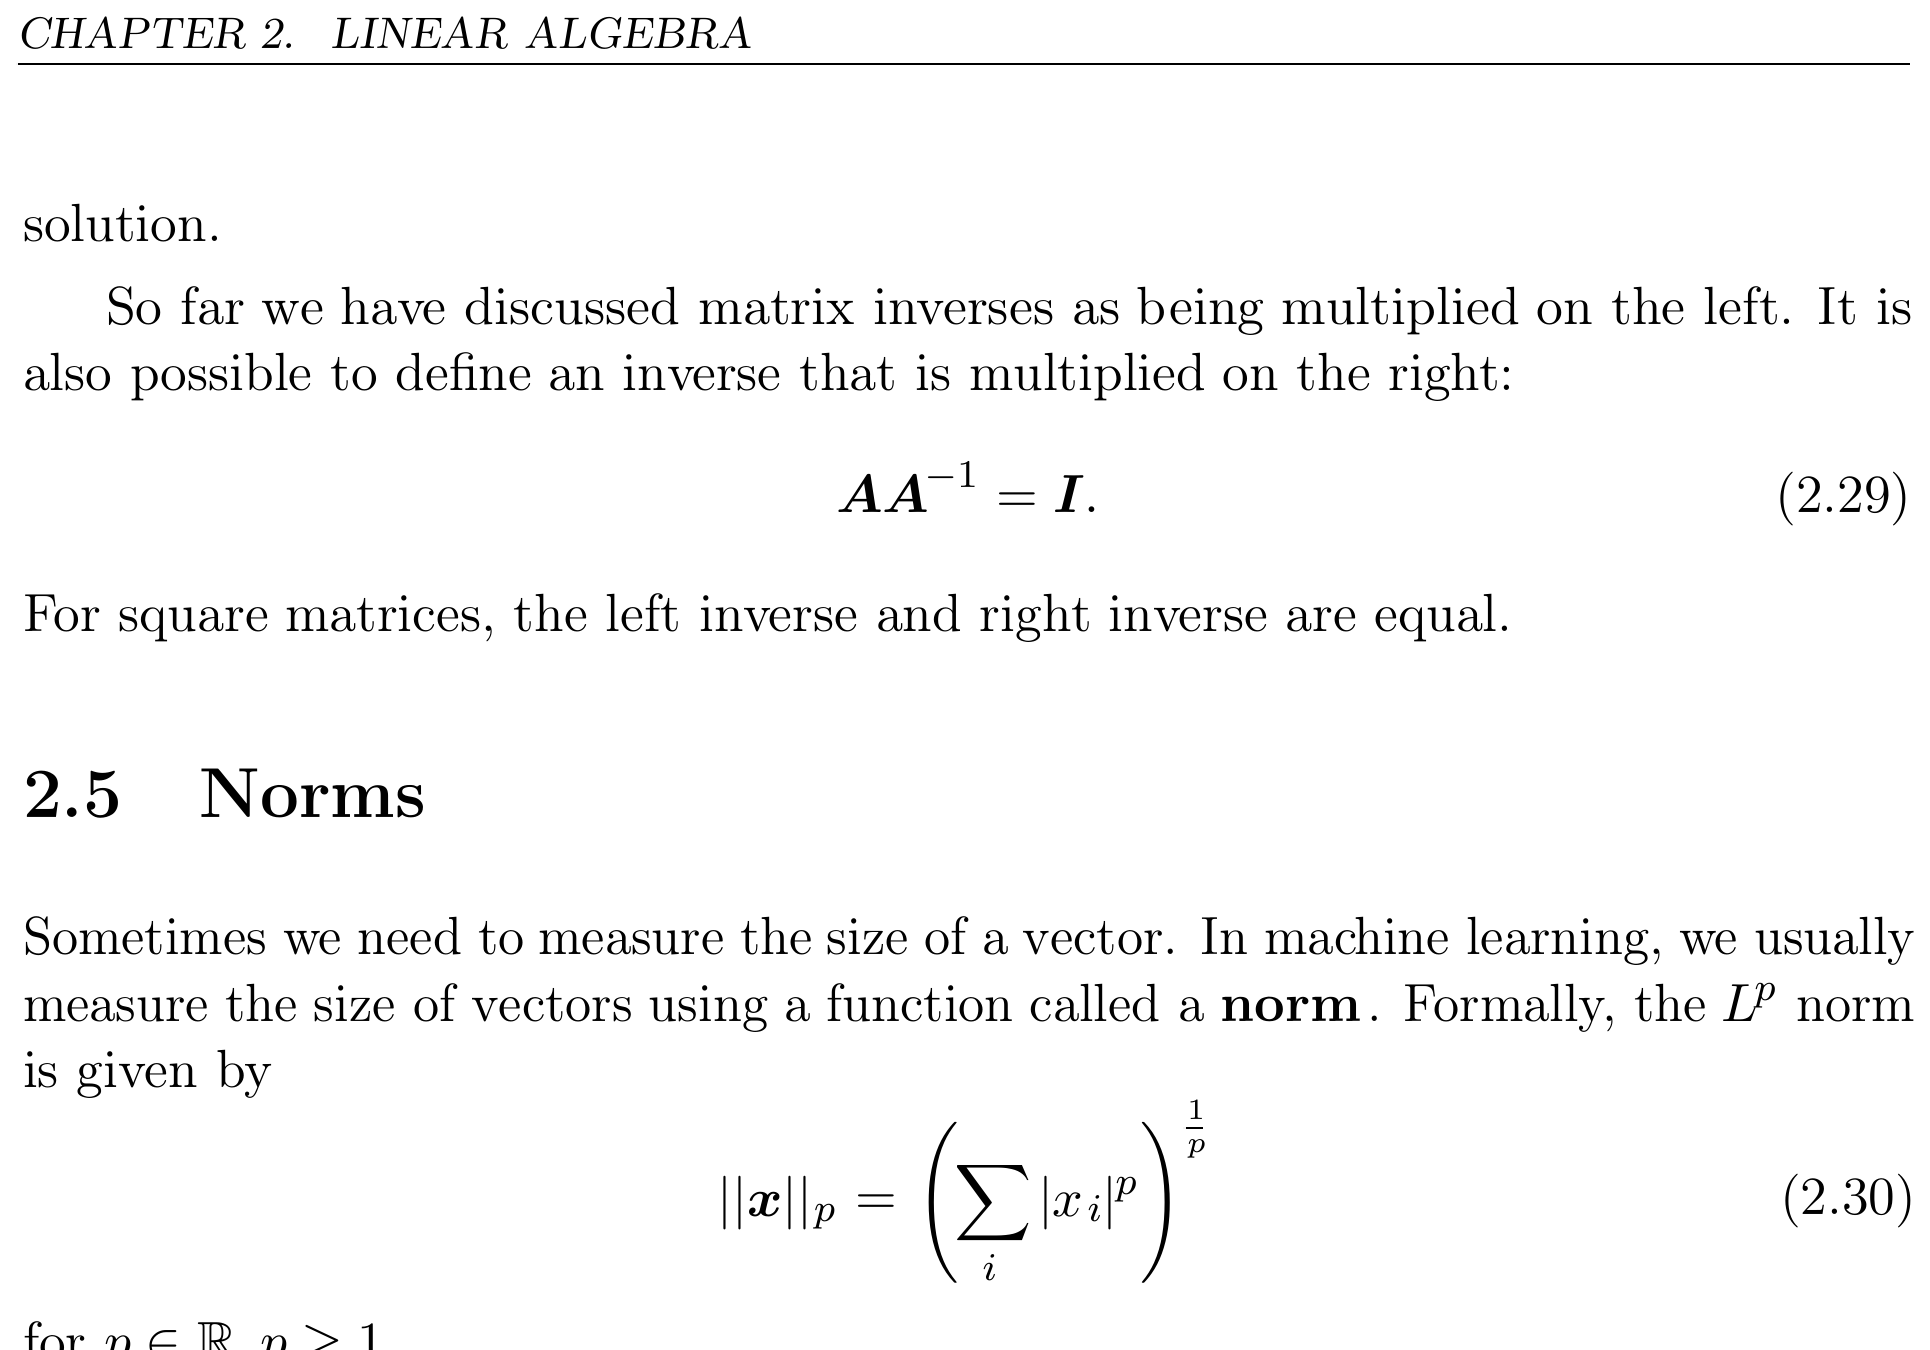 CHAPTER 2. LINEAR ALGEBRA
solution.
So far we have discussed matrix inverses as being multiplied on the left. It is
also possible to define an inverse that is multiplied on the right:
AA⁻¹ = I. (2.29)
For square matrices, the left inverse and right inverse are equal.
2.5 Norms
Sometimes we need to measure the size of a vector. In machine learning, we usually
measure the size of vectors using a function called a norm. Formally, the Lᵖ norm
is given by
||x||ₚ = (∑ᵢ |xᵢ|ᵖ)^(1/p) (2.30)
for p ∈ ℝ, p ≥ 1